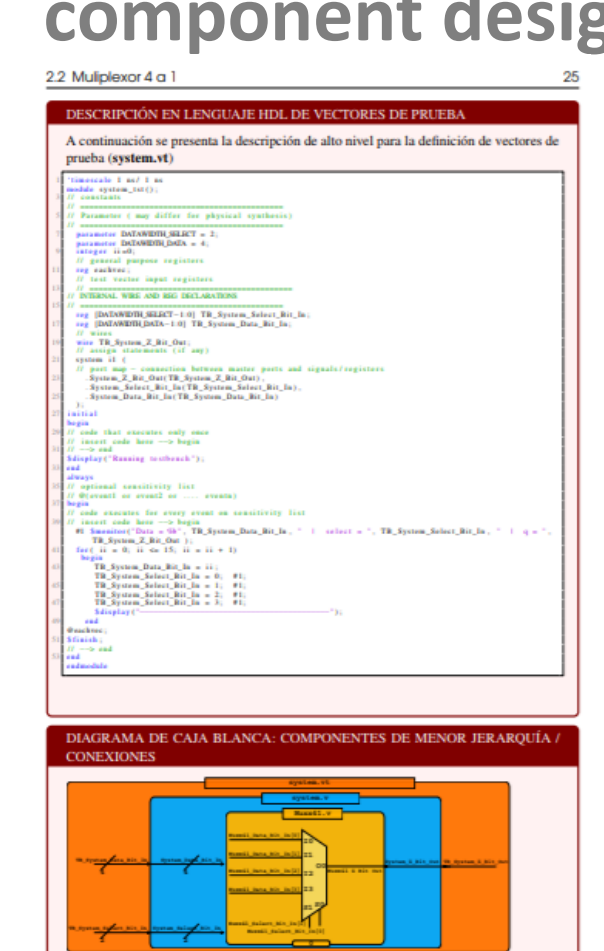 component desig
2.2 Muliplexor 4 a 1
25
DESCRIPCIÓN EN LENGUAJE HDL DE VECTORES DE PRUEBA
A continuación se presenta la descripción de alto nivel para la definición de vectores de
prueba (system.vt)
`timescale 1 ns/ 1 ns
module system_tst();
// constants
// Parameter ( may differ for physical synthesis)
parameter DATAWIDTH_SELECT = 2;
parameter DATAWIDTH_DATA = 4;
integer ii=0;
// general purpose registers
reg eachvec;
// test vector input registers
// INTERNAL WIRE AND REG DECLARATIONS
reg [DATAWIDTH_SELECT-1:0] TB_System_Select_Bit_In;
reg [DATAWIDTH_DATA-1:0] TB_System_Data_Bit_In;
// wires
wire TB_System_Z_Bit_Out;
// assign statements (if any)
system i1 (
// port map - connection between master ports and signals/registers
.System_Z_Bit_Out(TB_System_Z_Bit_Out),
.System_Select_Bit_In(TB_System_Select_Bit_In),
.System_Data_Bit_In(TB_System_Data_Bit_In)
);
initial
begin
// code that executes only once
// insert code here --> begin
// --> end
$display("Running testbench");
end
always
// optional sensitivity list
// @(event1 or event2 or .... eventn)
begin
// code executes for every event on sensitivity list
// insert code here --> begin
#1 $monitor("Data = %b", TB_System_Data_Bit_In, " | select = ", TB_System_Select_Bit_In, " | q = ",
TB_System_Z_Bit_Out );
for( ii = 0; ii <= 15; ii = ii + 1)
begin
TB_System_Data_Bit_In = ii;
TB_System_Select_Bit_In = 0; #1;
TB_System_Select_Bit_In = 1; #1;
TB_System_Select_Bit_In = 2; #1;
TB_System_Select_Bit_In = 3; #1;
$display("
");
end
@eachvec;
$finish;
// --> end
end
endmodule
DIAGRAMA DE CAJA BLANCA: COMPONENTES DE MENOR JERARQUÍA /
CONEXIONES
system.vt
system.v
Mux41.v